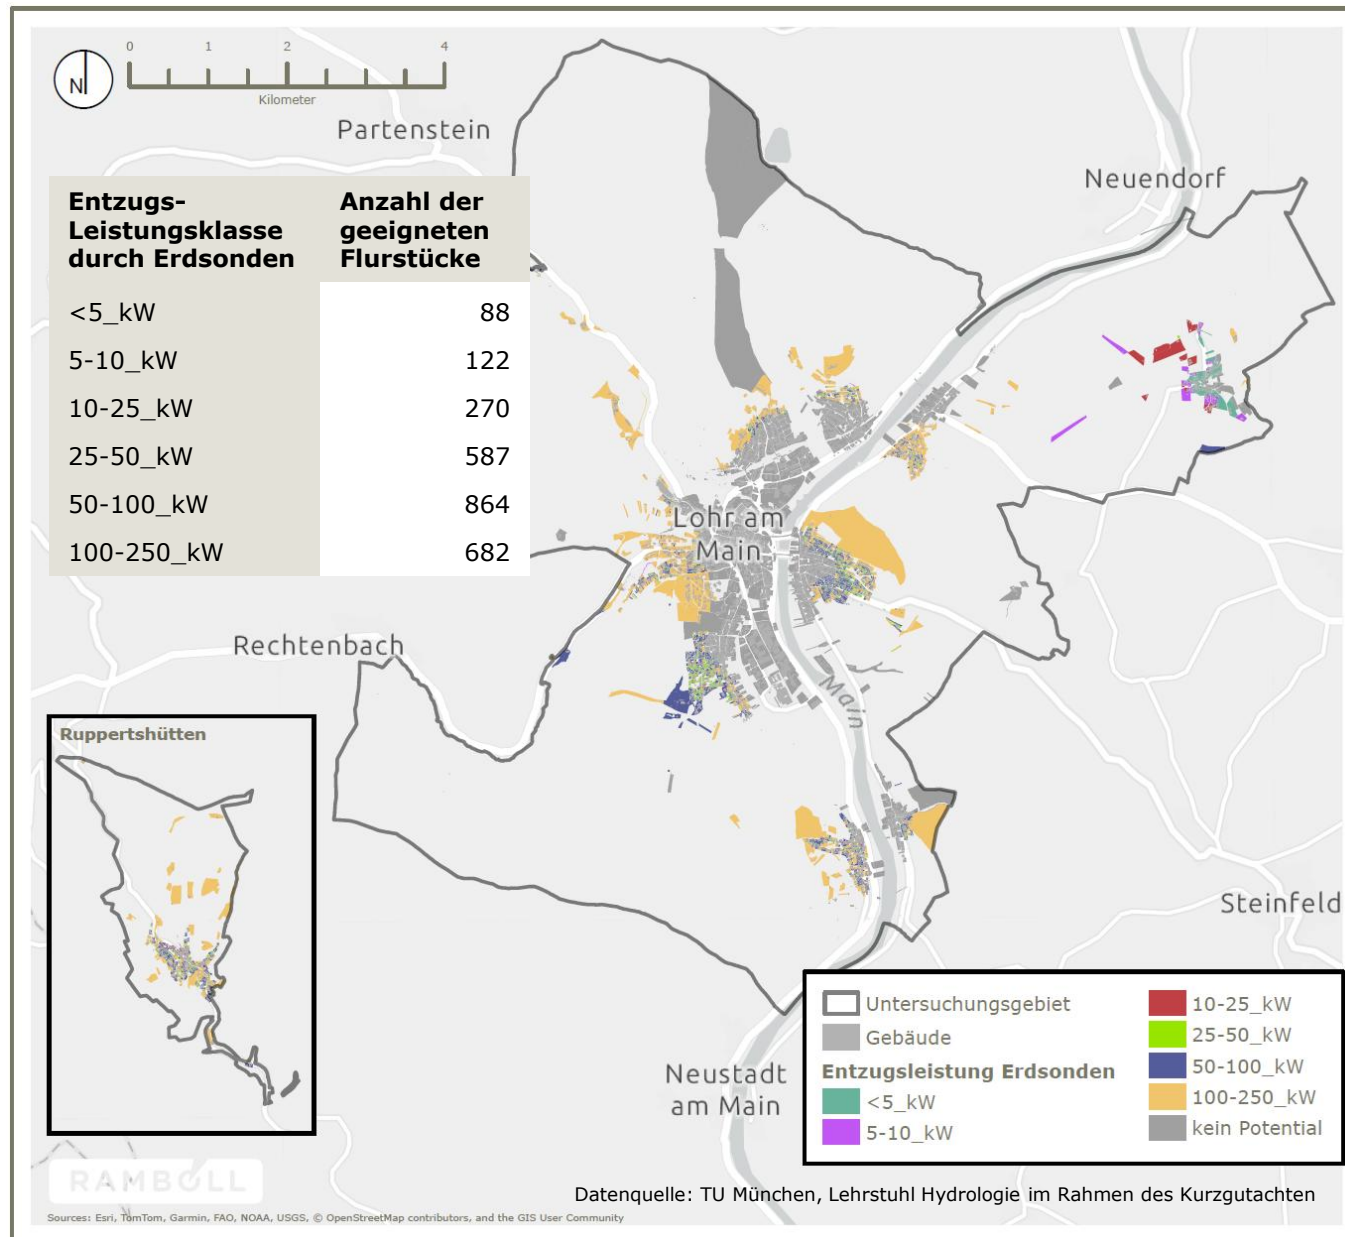 0 1 2 4
Kilometer
N
Partenstein
Neuendorf
Entzugs- Anzahl der
Leistungsklasse geeigneten
durch Erdsonden Flurstücke
<5_kW 88
5-10_kW 122
10-25_kW 270
25-50_kW 587
50-100_kW 864
100-250_kW 682
Lohr am
Main
Rechtenbach
Main
Ruppertshütten
Steinfeld
Neustadt
am Main
Untersuchungsgebiet
Gebäude
Entzugsleistung Erdsonden
<5_kW
5-10_kW
10-25_kW
25-50_kW
50-100_kW
100-250_kW
kein Potential
RAMBOLL
Datenquelle: TU München, Lehrstuhl Hydrologie im Rahmen des Kurzgutachten
Sources: Esri, TomTom, Garmin, FAO, NOAA, USGS, © OpenStreetMap contributors, and the GIS User Community